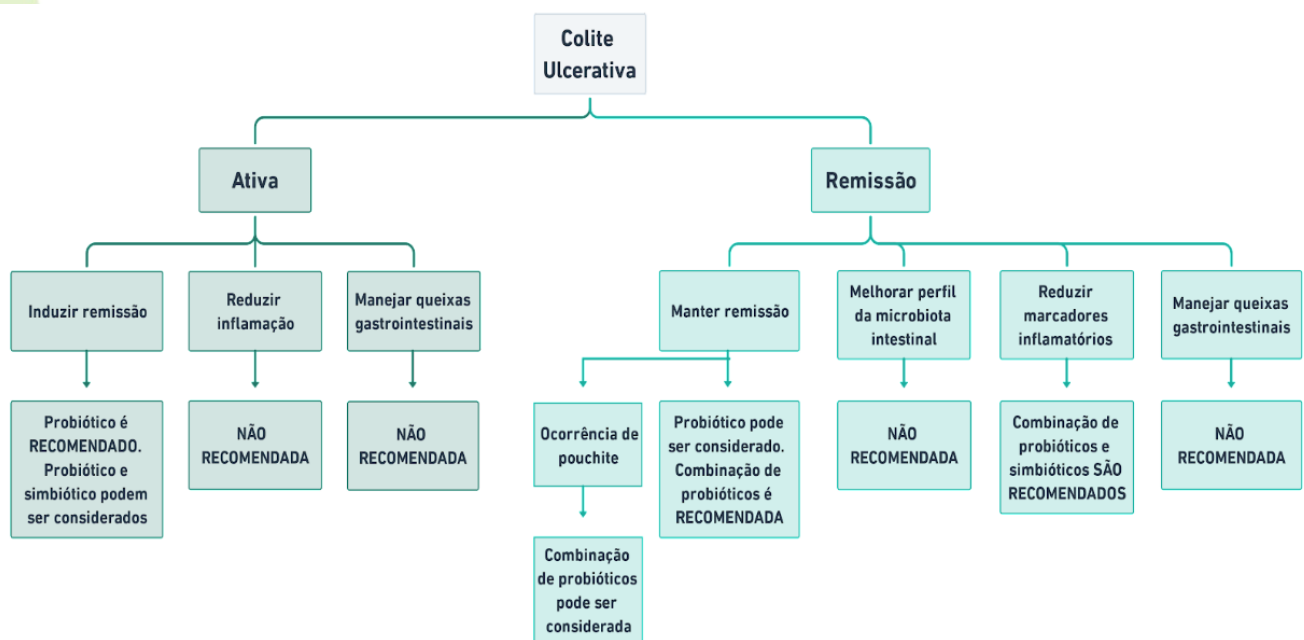 Colite
Ulcerativa
Ativa
Remissão
Induzir remissão
Reduzir
inflamação
Manejar queixas
gastrointestinais
Manter remissão
Melhorar perfil
da microbiota
intestinal
Reduzir
marcadores
inflamatórios
Manejar queixas
gastrointestinais
Probiótico é
RECOMENDADO.
Probiótico e
simbiótico podem
ser considerados
NÃO
RECOMENDADA
NÃO
RECOMENDADA
Ocorrência de
pouchite
Probiótico pode
ser considerado.
Combinação de
probióticos é
RECOMENDADA
NÃO
RECOMENDADA
Combinação de
probióticos e
simbióticos SÃO
RECOMENDADOS
NÃO
RECOMENDADA
Combinação
de probióticos
pode ser
considerada